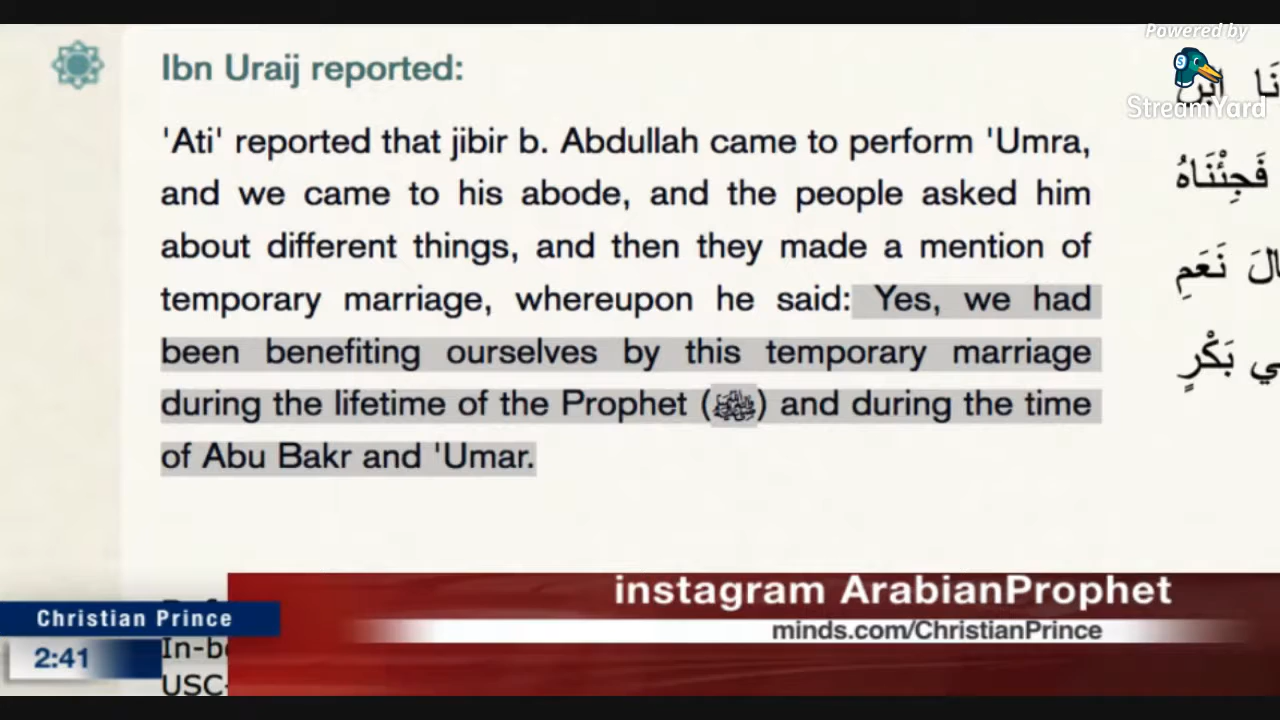 Powered by
StreamYard
Ibn Uraij reported:
'Ati' reported that jibir b. Abdullah came to perform 'Umra,
and we came to his abode, and the people asked him
about different things, and then they made a mention of
temporary marriage, whereupon he said: Yes, we had
been benefiting ourselves by this temporary marriage
during the lifetime of the Prophet (ﷺ) and during the time
of Abu Bakr and 'Umar.
فَجِئْنَاهُ
نَعَمِ
بَكْرٍ
instagram ArabianProphet
Christian Prince
minds.com/ChristianPrince
2:41
USC-